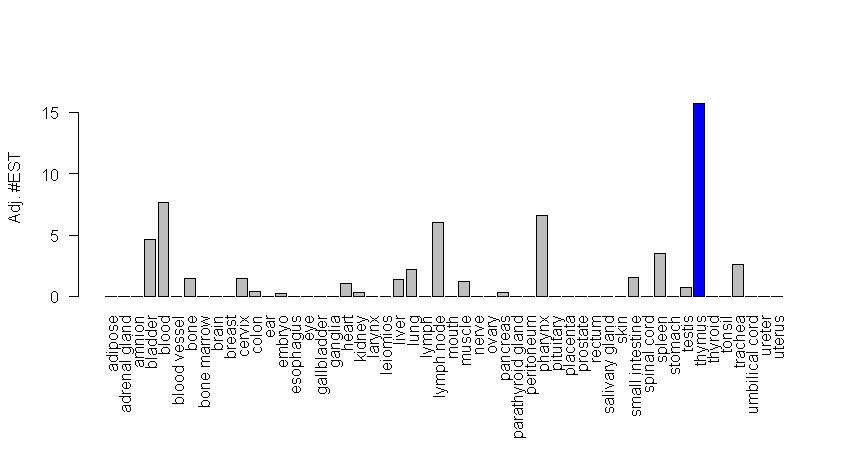 Adj. #EST
15
10
5
0
adipose
adrenal gland
amnion
bladder
blood
blood vessel
bone
bone marrow
brain
breast
cervix
colon
ear
embryo
esophagus
eye
gallbladder
ganglia
heart
kidney
larynx
leiomios
liver
lung
lymph
lymph node
mouth
muscle
nerve
ovary
pancreas
parathyroid gland
peritoneum
pharynx
pituitary
placenta
prostate
rectum
salivary gland
skin
small intestine
spinal cord
spleen
stomach
testis
thymus
thyroid
tonsil
trachea
umbilical cord
ureter
uterus